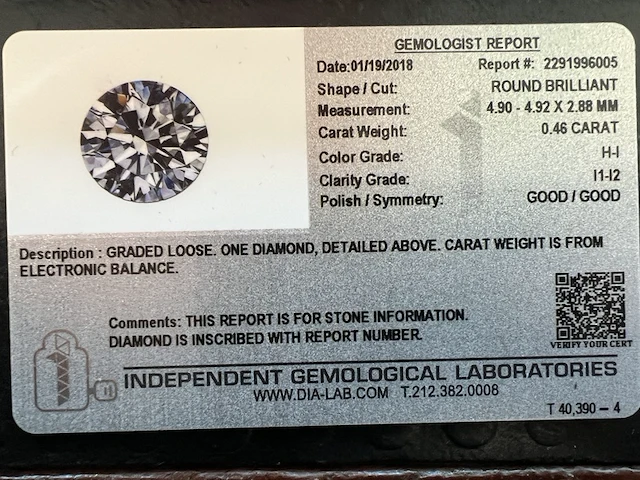 GEMOLOGIST REPORT
Date:01/19/2018 Report #: 2291996005
Shape / Cut: ROUND BRILLIANT
Measurement: 4.90 - 4.92 X 2.88 MM
Carat Weight: 0.46 CARAT
Color Grade: H-I
Clarity Grade: I1-I2
Polish / Symmetry: GOOD / GOOD
Description : GRADED LOOSE. ONE DIAMOND, DETAILED ABOVE. CARAT WEIGHT IS FROM
ELECTRONIC BALANCE.
Comments: THIS REPORT IS FOR STONE INFORMATION.
DIAMOND IS INSCRIBED WITH REPORT NUMBER.
VERIFY YOUR CERT
INDEPENDENT GEMOLOGICAL LABORATORIES
WWW.DIA-LAB.COM T.212.382.0008
T 40,390 – 4